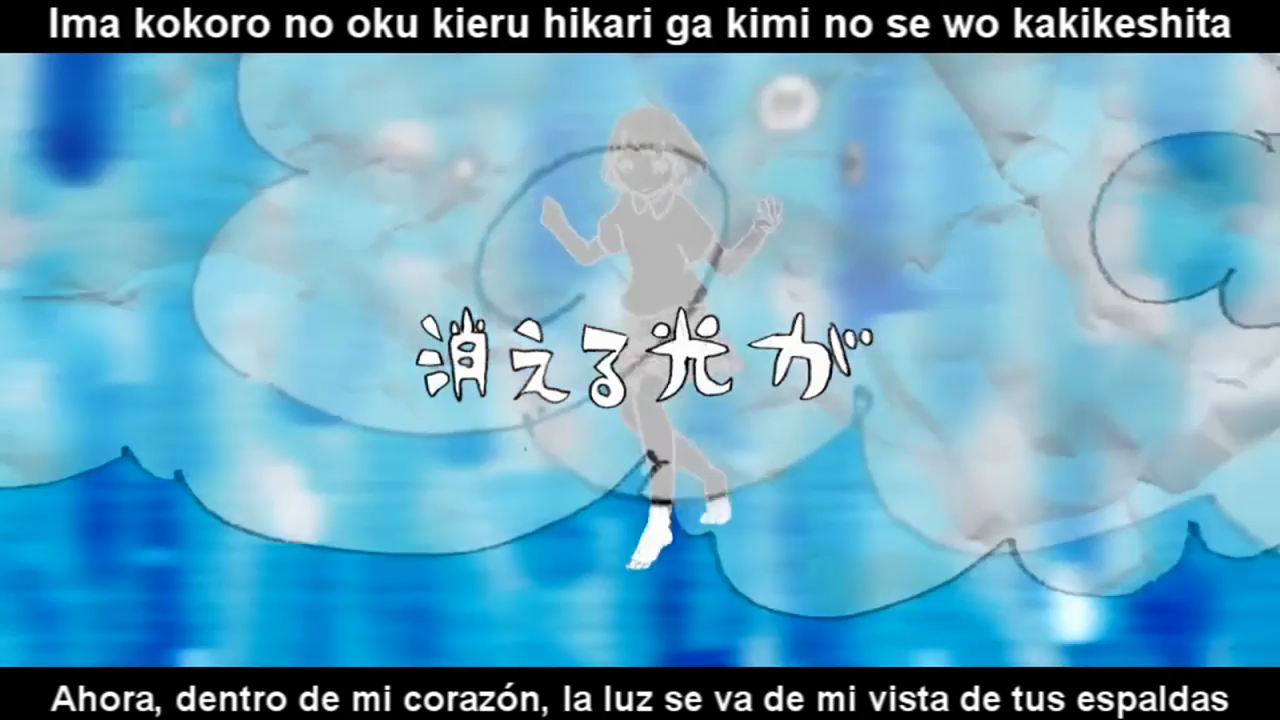 Ima kokoro no oku kieru hikari ga kimi no se wo kakikeshita
消える光が
Ahora, dentro de mi corazón, la luz se va de mi vista de tus espaldas